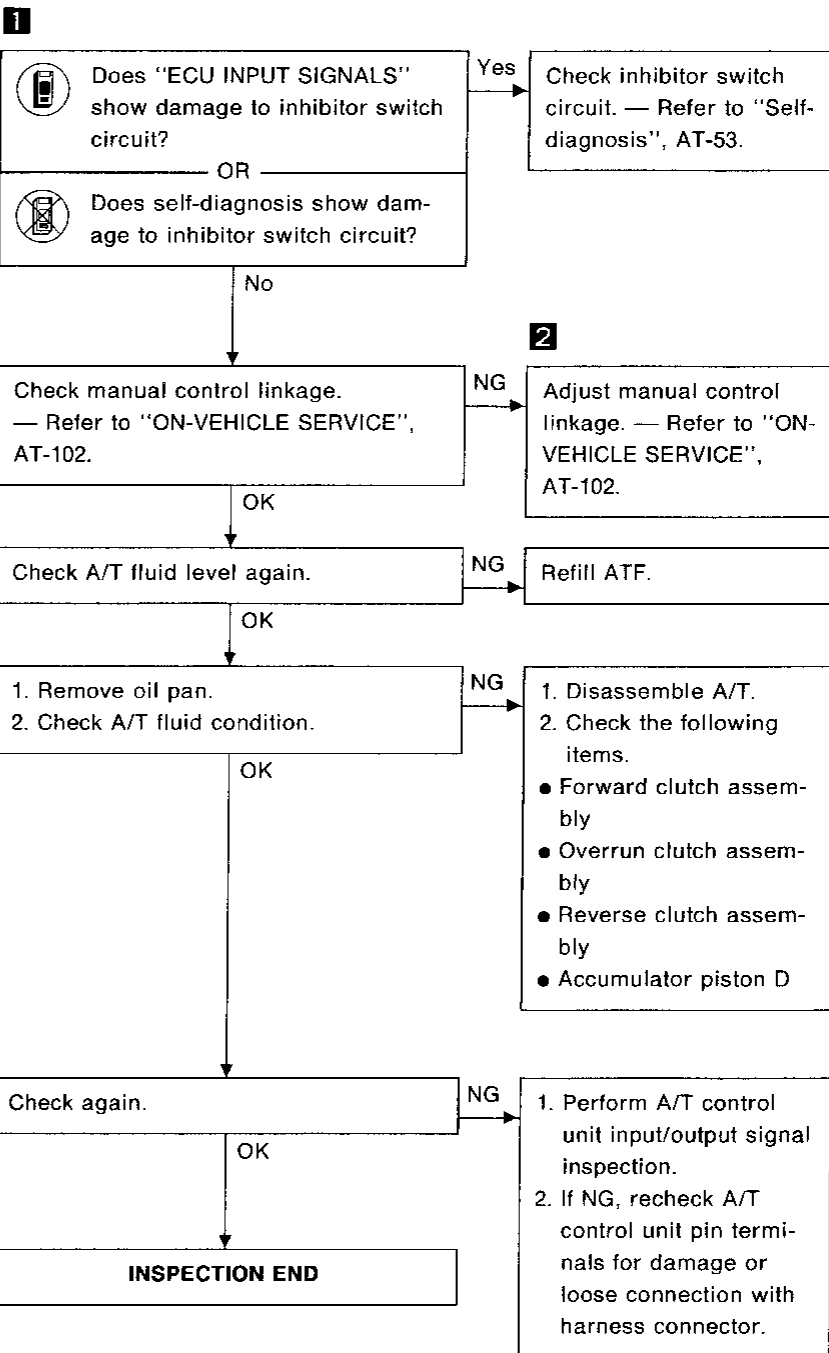 1
Does "ECU INPUT SIGNALS"
show damage to inhibitor switch
circuit?
OR
Does self-diagnosis show dam-
age to inhibitor switch circuit?
Yes
Check inhibitor switch
circuit. — Refer to "Self-
diagnosis", AT-53.
No
Check manual control linkage.
— Refer to "ON-VEHICLE SERVICE",
AT-102.
NG
2
Adjust manual control
linkage. — Refer to "ON-
VEHICLE SERVICE",
AT-102.
OK
Check A/T fluid level again.
NG
Refill ATF.
OK
1. Remove oil pan.
2. Check A/T fluid condition.
NG
1. Disassemble A/T.
2. Check the following
items.
● Forward clutch assem-
bly
● Overrun clutch assem-
bly
● Reverse clutch assem-
bly
● Accumulator piston D
OK
Check again.
NG
1. Perform A/T control
unit input/output signal
inspection.
2. If NG, recheck A/T
control unit pin termi-
nals for damage or
loose connection with
harness connector.
OK
INSPECTION END